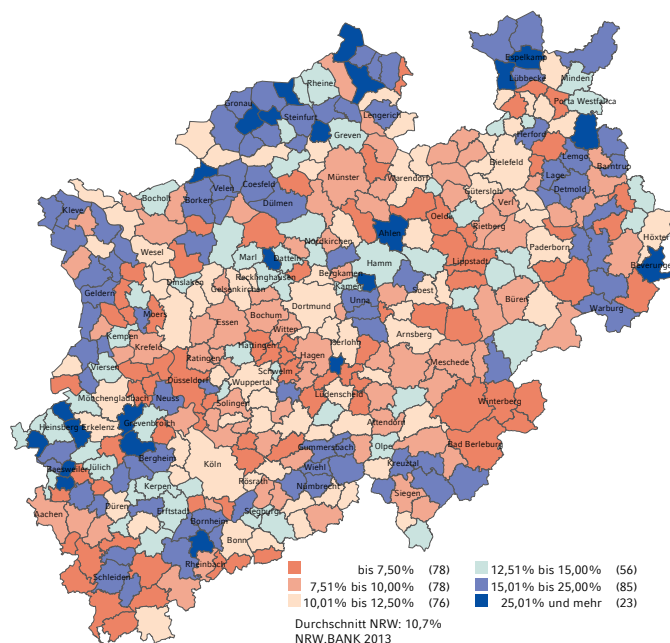 Espelkamp
Lübbecke
Minden
Rheine
Porta Westfalica
Gronau
Steinfurt
Lengerich
Greven
Herford
Bielefeld
Lemgo
Barntrup
Lage
Detmold
Münster
Warendorf
Gütersloh
Verl
Coesfeld
Velen
Borken
Bocholt
Dülmen
Kleve
Oelde
Rietberg
Ahlen
Höxter
Paderborn
Nordkirchen
Wesel
Marl
Datteln
Hamm
Lippstadt
Beverungen
Bergkamen
Recklinghausen
Kamen
Dinslaken
Gelsenkirchen
Soest
Geldern
Unna
Büren
Dortmund
Warburg
Moers
Bochum
Essen
Witten
Arnsberg
Kempen
Krefeld
Hattingen
Iserlohn
Hagen
Ratingen
Meschede
Viersen
Schwelm
Düsseldorf
Wuppertal
Lüdenscheid
Mönchengladbach
Neuss
Solingen
Winterberg
Attendorn
Heinsberg
Erkelenz
Grevenbroich
Bad Berleburg
Gummersbach
Olpe
Bergheim
Köln
Wiehl
Kreuztal
Baesweiler
Jülich
Rösrath
Nümbrecht
Kerpen
Siegen
Düren
Erftstadt
Siegburg
Aachen
Bornheim
Bonn
Rheinbach
Schleiden
bis 7,50% (78)
7,51% bis 10,00% (78)
10,01% bis 12,50% (76)
12,51% bis 15,00% (56)
15,01% bis 25,00% (85)
25,01% und mehr (23)
Durchschnitt NRW: 10,7%
NRW.BANK 2013